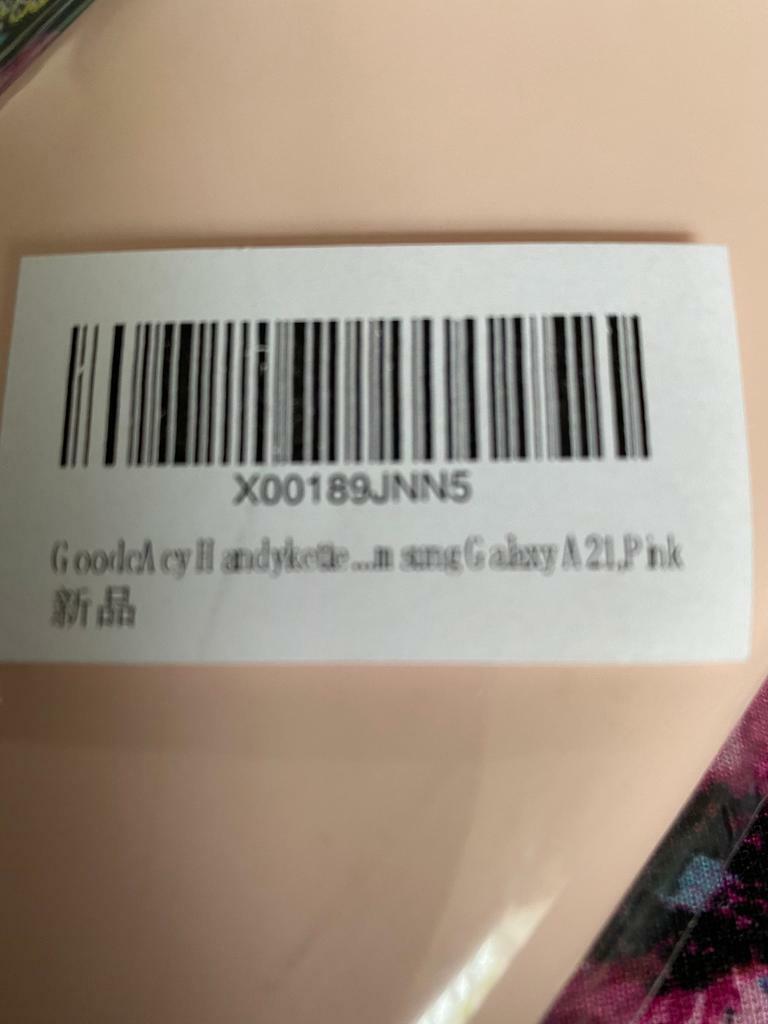 X00189JNN5
GoodcAcy Handykette...msung Galaxy A21,Pink
新品